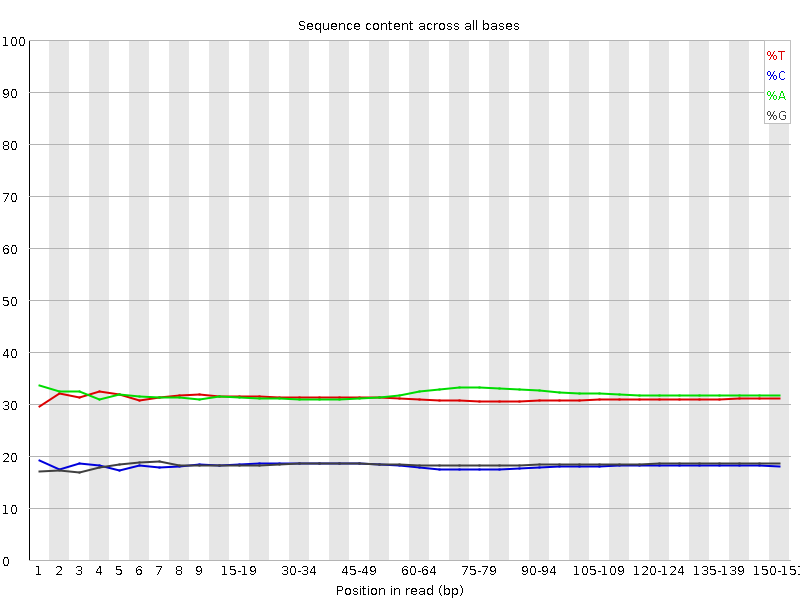 Sequence content across all bases
100
90
80
70
60
50
40
30
20
10
0
%T
%C
%A
%G
1 2 3 4 5 6 7 8 9 15-19 30-34 45-49 60-64 75-79 90-94 105-109 120-124 135-139 150-151
Position in read (bp)